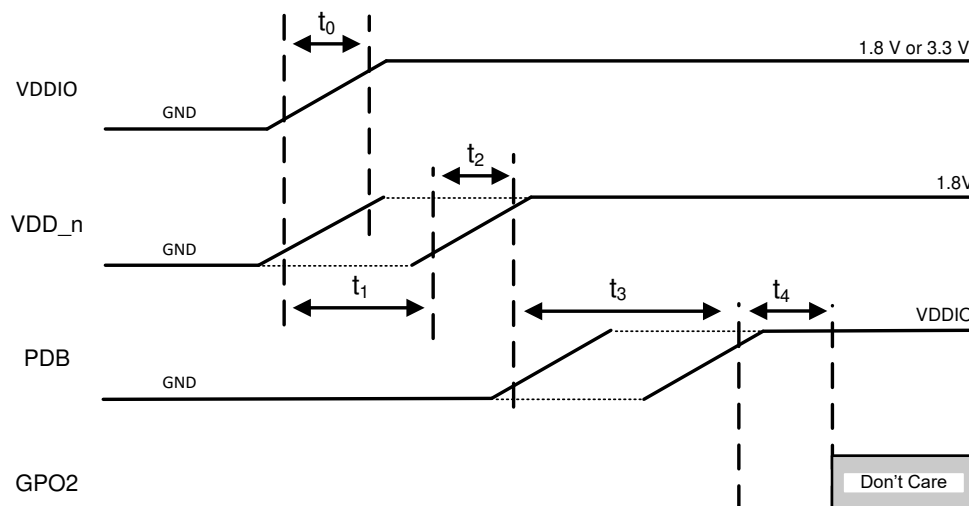 t0
1.8 V or 3.3 V
VDDIO
GND
t2
1.8V
VDD_n
GND
t1
t3
t4
VDDIO
PDB
GND
GPO2
Don't Care